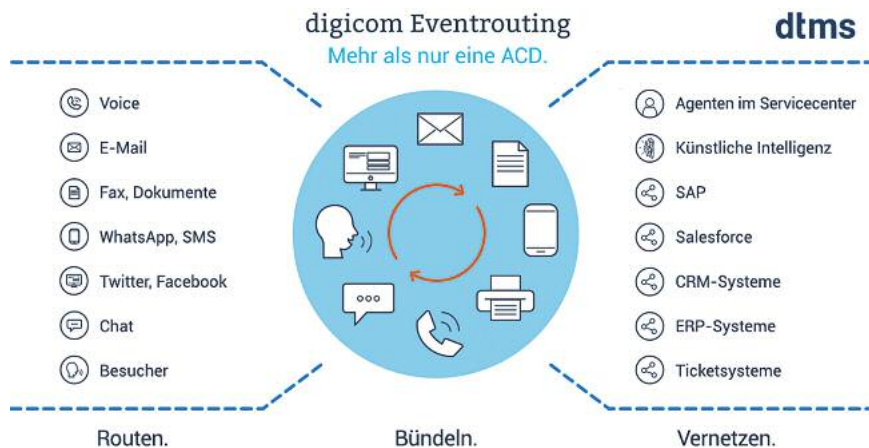 digicom Eventrouting
dtms
Mehr als nur eine ACD.
Voice
E-Mail
Fax, Dokumente
WhatsApp, SMS
Twitter, Facebook
Chat
Besucher
Agenten im Servicecenter
Künstliche Intelligenz
SAP
Salesforce
CRM-Systeme
ERP-Systeme
Ticketsysteme
Routen.
Bündeln.
Vernetzen.